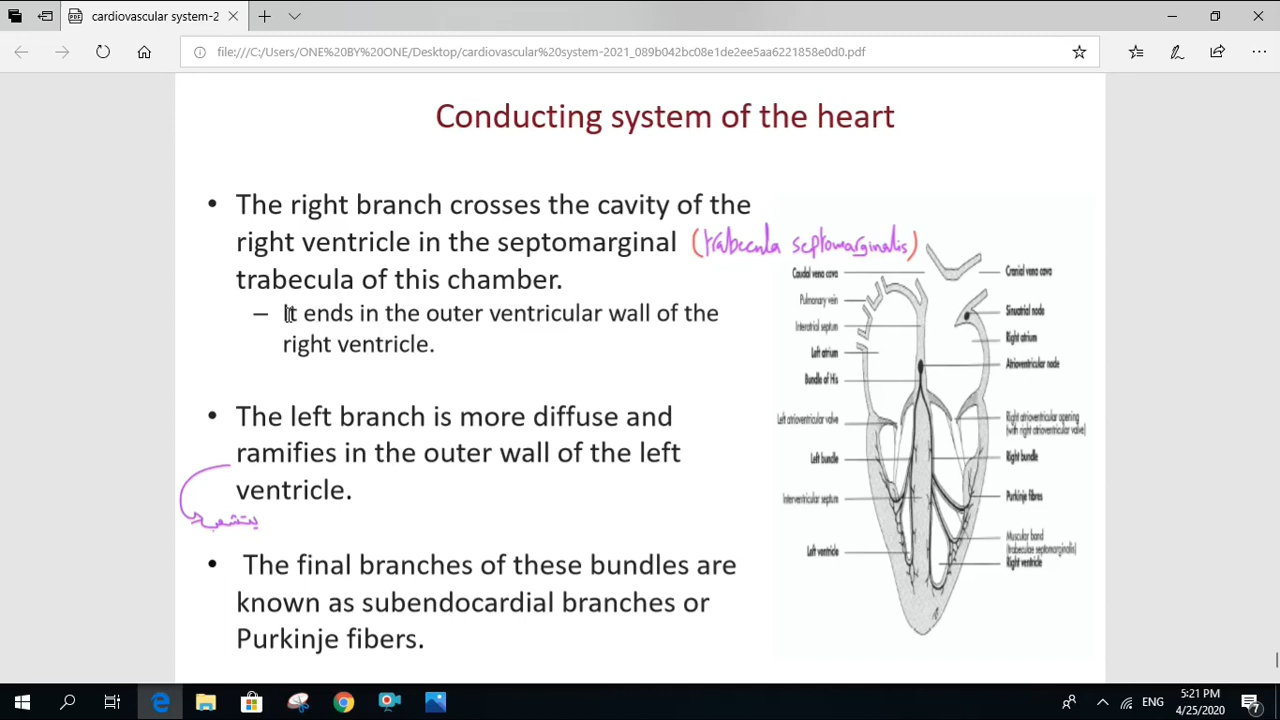 cardiovascular system-2
file:///C:/Users/ONE%20BY%20ONE/Desktop/cardiovascular%20system-2021_089b042bc08e1de2ee5aa6221858e0d0.pdf
Conducting system of the heart
• The right branch crosses the cavity of the
right ventricle in the septomarginal (trabecula septomarginalis)
trabecula of this chamber.
– It ends in the outer ventricular wall of the
right ventricle.
• The left branch is more diffuse and
ramifies in the outer wall of the left
ventricle.
يتشعب
• The final branches of these bundles are
known as subendocardial branches or
Purkinje fibers.
Caudal vena cava
Pulmonary vein
Interatrial septum
Left atrium
Bundle of His
Left atrioventricular valve
Left bundle
Interventricular septum
Left ventricle
Cranial vena cava
Sinuatrial node
Right atrium
Atrioventricular node
Right atrioventricular opening
(with right atrioventricular valve)
Right bundle
Purkinje fibres
Muscular band
(trabeculae septomarginalis)
Right ventricle
ENG
5:21 PM
4/25/2020
7